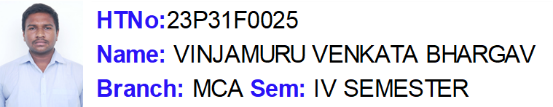 HTNo:23P31F0025
Name: VINJAMURU VENKATA BHARGAV
Branch: MCA Sem: IV SEMESTER